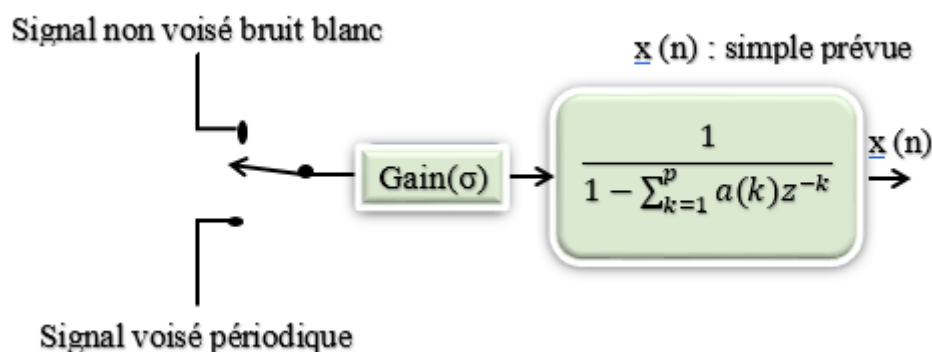 Signal non voisé bruit blanc
x (n) : simple prévue
Gain(σ)
1
1 − ∑_{k=1}^{p} a(k)z^{−k}
x (n)
Signal voisé périodique